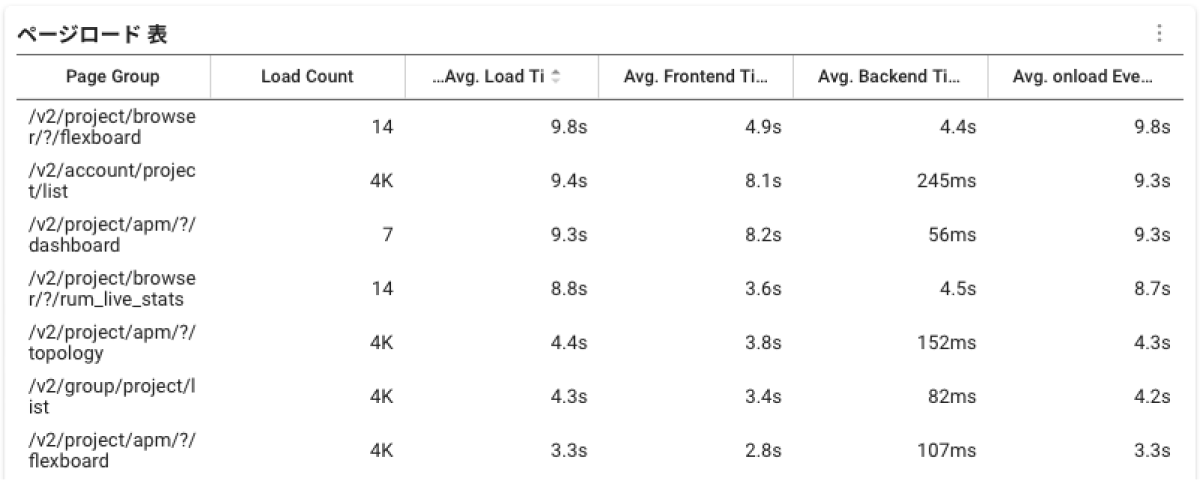 ページロード 表
Page Group Load Count ...Avg. Load Ti Avg. Frontend Ti... Avg. Backend Ti... Avg. onload Eve...
/v2/project/browse
r/?/flexboard 14 9.8s 4.9s 4.4s 9.8s
/v2/account/projec
t/list 4K 9.4s 8.1s 245ms 9.3s
/v2/project/apm/?/
dashboard 7 9.3s 8.2s 56ms 9.3s
/v2/project/browse
r/?/rum_live_stats 14 8.8s 3.6s 4.5s 8.7s
/v2/project/apm/?/
topology 4K 4.4s 3.8s 152ms 4.3s
/v2/group/project/l
ist 4K 4.3s 3.4s 82ms 4.2s
/v2/project/apm/?/
flexboard 4K 3.3s 2.8s 107ms 3.3s